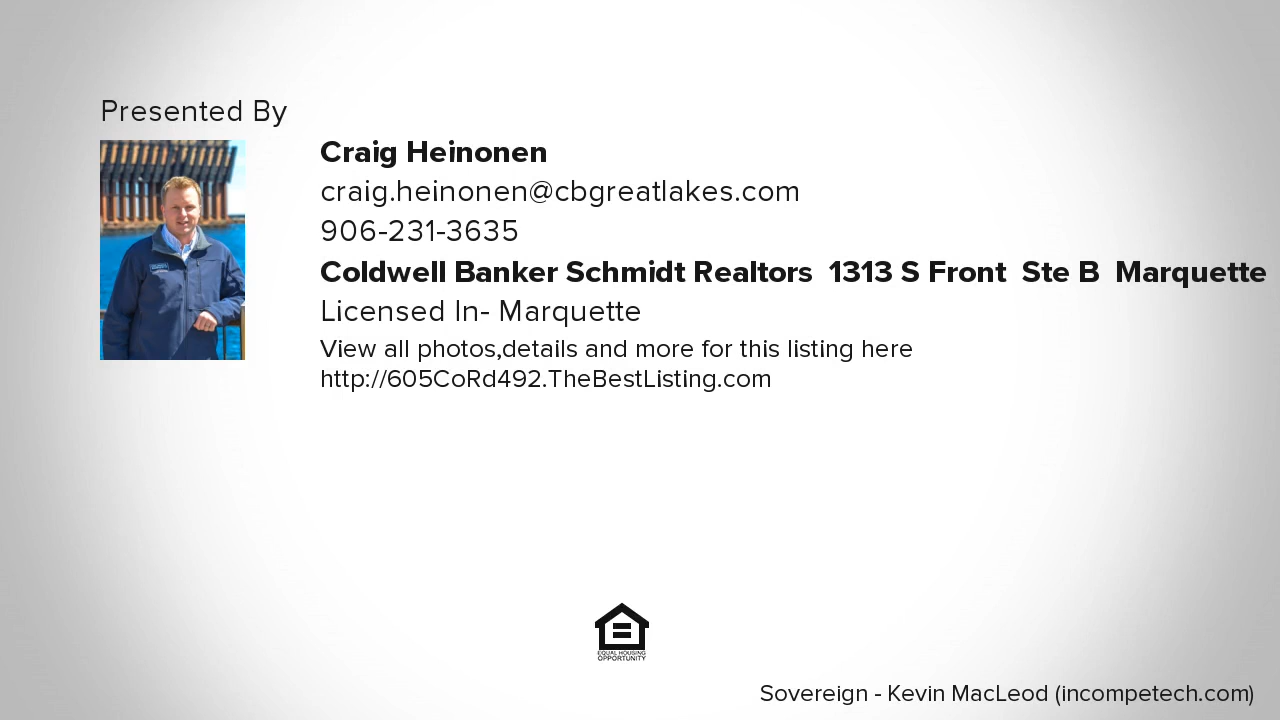 Presented By
Craig Heinonen
craig.heinonen@cbgreatlakes.com
906-231-3635
Coldwell Banker Schmidt Realtors  1313 S Front  Ste B  Marquette
Licensed In- Marquette
View all photos,details and more for this listing here
http://605CoRd492.TheBestListing.com
EQUAL HOUSING
OPPORTUNITY
Sovereign - Kevin MacLeod (incompetech.com)